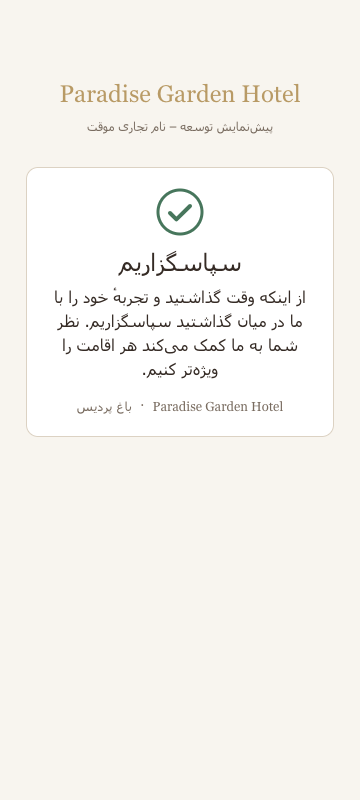 Paradise Garden Hotel
پیش‌نمایش توسعه – نام تجاری موقت
سپاسگزاریم
از اینکه وقت گذاشتید و تجربهٔ خود را با
ما در میان گذاشتید سپاسگزاریم. نظر
شما به ما کمک می‌کند هر اقامت را
ویژه‌تر کنیم.
باغ پردیس · Paradise Garden Hotel